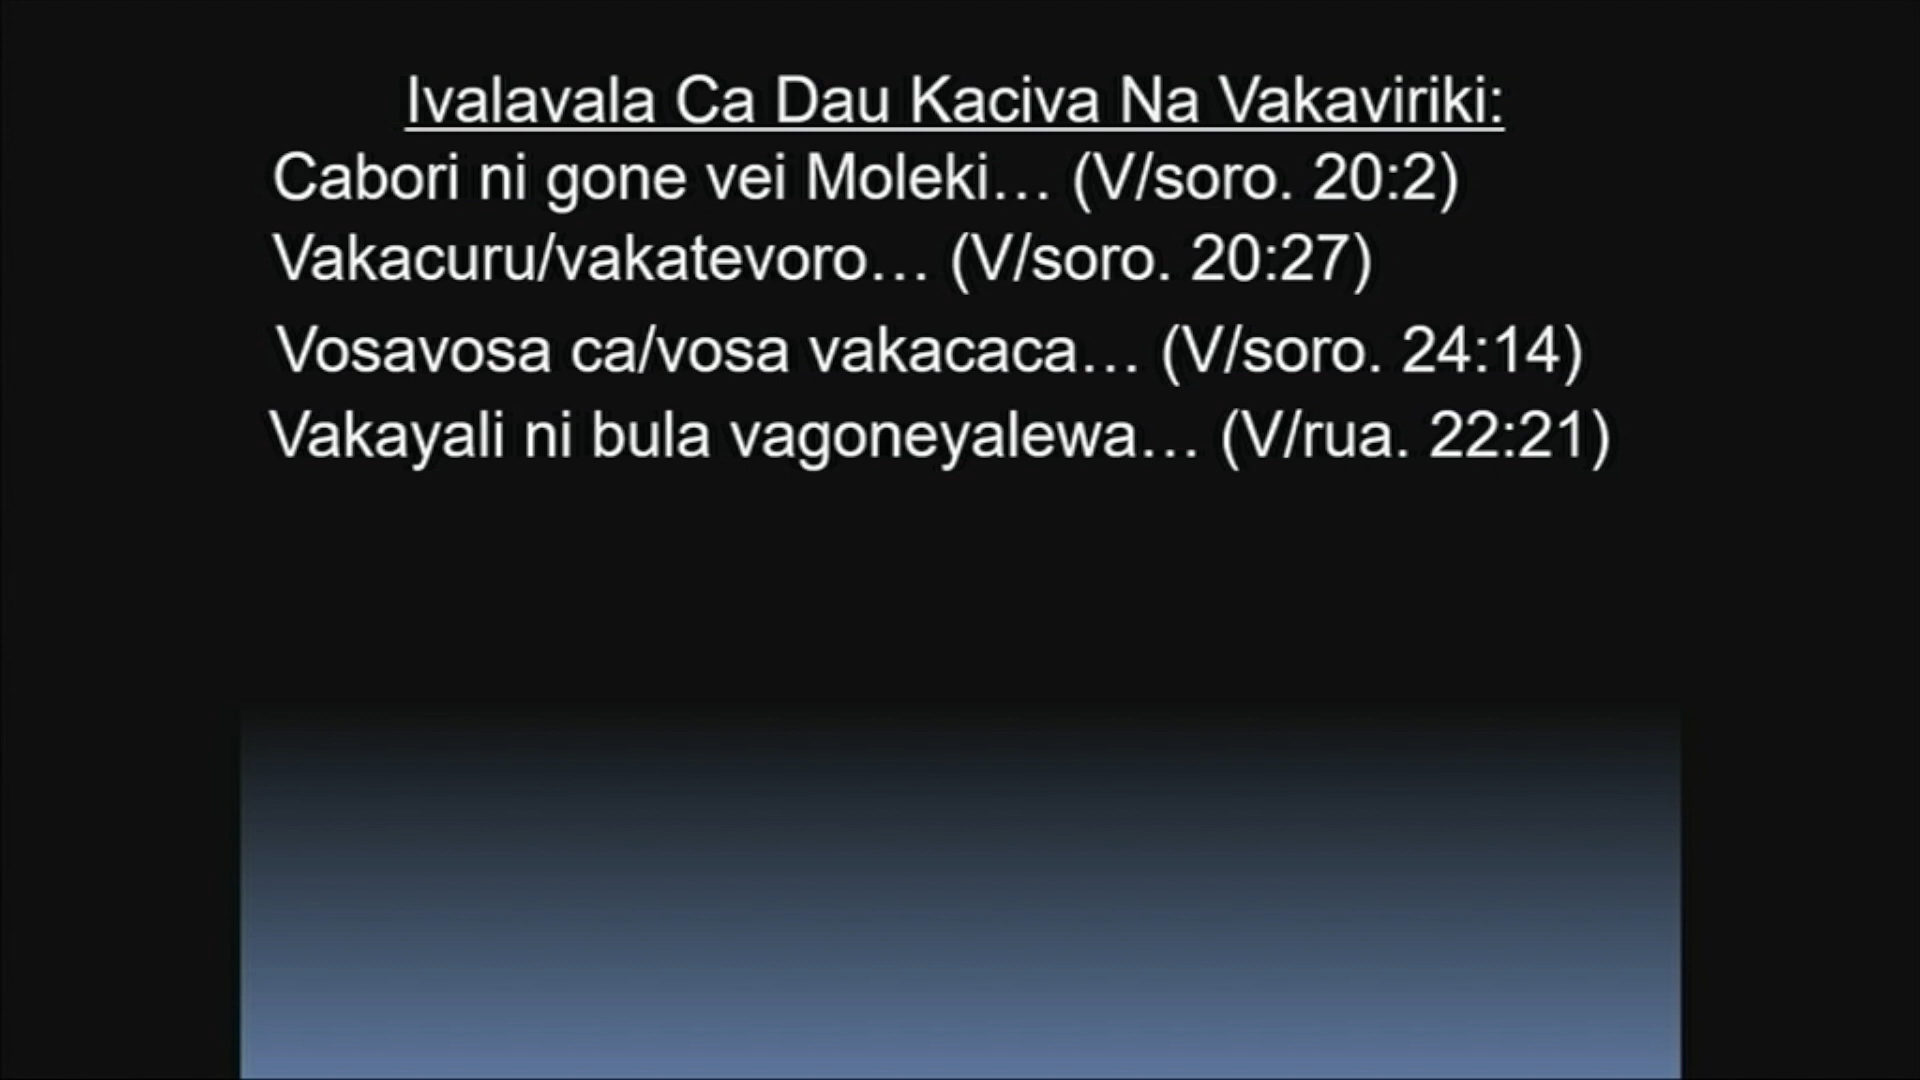 Ivalavala Ca Dau Kaciva Na Vakaviriki:
Cabori ni gone vei Moleki… (V/soro. 20:2)
Vakacuru/vakatevoro… (V/soro. 20:27)
Vosavosa ca/vosa vakacaca… (V/soro. 24:14)
Vakayali ni bula vagoneyalewa… (V/rua. 22:21)